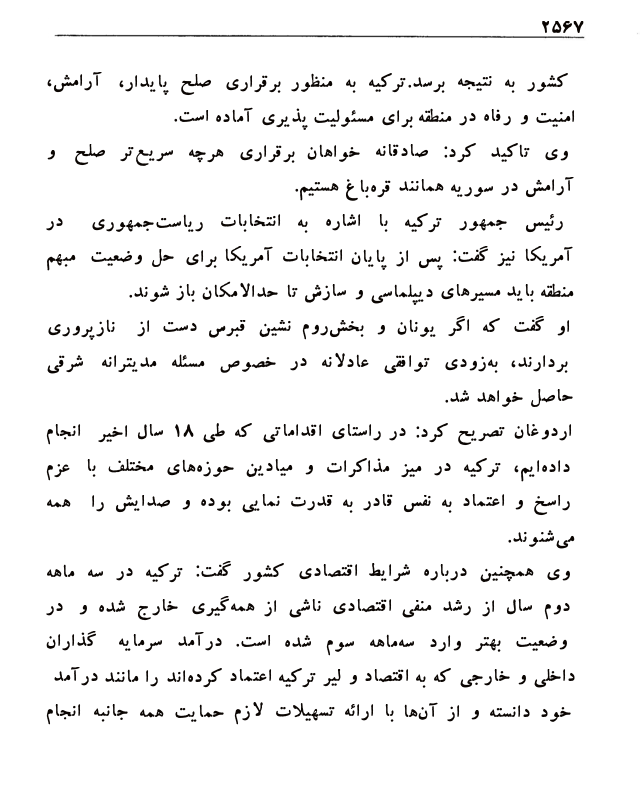 ۲۵۶۷
کشور به نتیجه برسد.ترکیه به منظور برقراری صلح پایدار، آرامش،
امنیت و رفاه در منطقه برای مسئولیت پذیری آماده است.
وی تاکید کرد: صادقانه خواهان برقراری هرچه سریع‌تر صلح و
آرامش در سوریه همانند قره‌باغ هستیم.
رئیس جمهور ترکیه با اشاره به انتخابات ریاست‌جمهوری در
آمریکا نیز گفت: پس از پایان انتخابات آمریکا برای حل وضعیت مبهم
منطقه باید مسیرهای دیپلماسی و سازش تا حدالامکان باز شوند.
او گفت که اگر یونان و بخش‌روم نشین قبرس دست از نازپروری
بردارند، به‌زودی توافقی عادلانه در خصوص مسئله مدیترانه شرقی
حاصل خواهد شد.
اردوغان تصریح کرد: در راستای اقداماتی که طی ۱۸ سال اخیر انجام
داده‌ایم، ترکیه در میز مذاکرات و میادین حوزه‌های مختلف با عزم
راسخ و اعتماد به نفس قادر به قدرت نمایی بوده و صدایش را همه
می‌شنوند.
وی همچنین درباره شرایط اقتصادی کشور گفت: ترکیه در سه ماهه
دوم سال از رشد منفی اقتصادی ناشی از همه‌گیری خارج شده و در
وضعیت بهتر وارد سه‌ماهه سوم شده است. درآمد سرمایه گذاران
داخلی و خارجی که به اقتصاد و لیر ترکیه اعتماد کرده‌اند را مانند درآمد
خود دانسته و از آن‌ها با ارائه تسهیلات لازم حمایت همه جانبه انجام